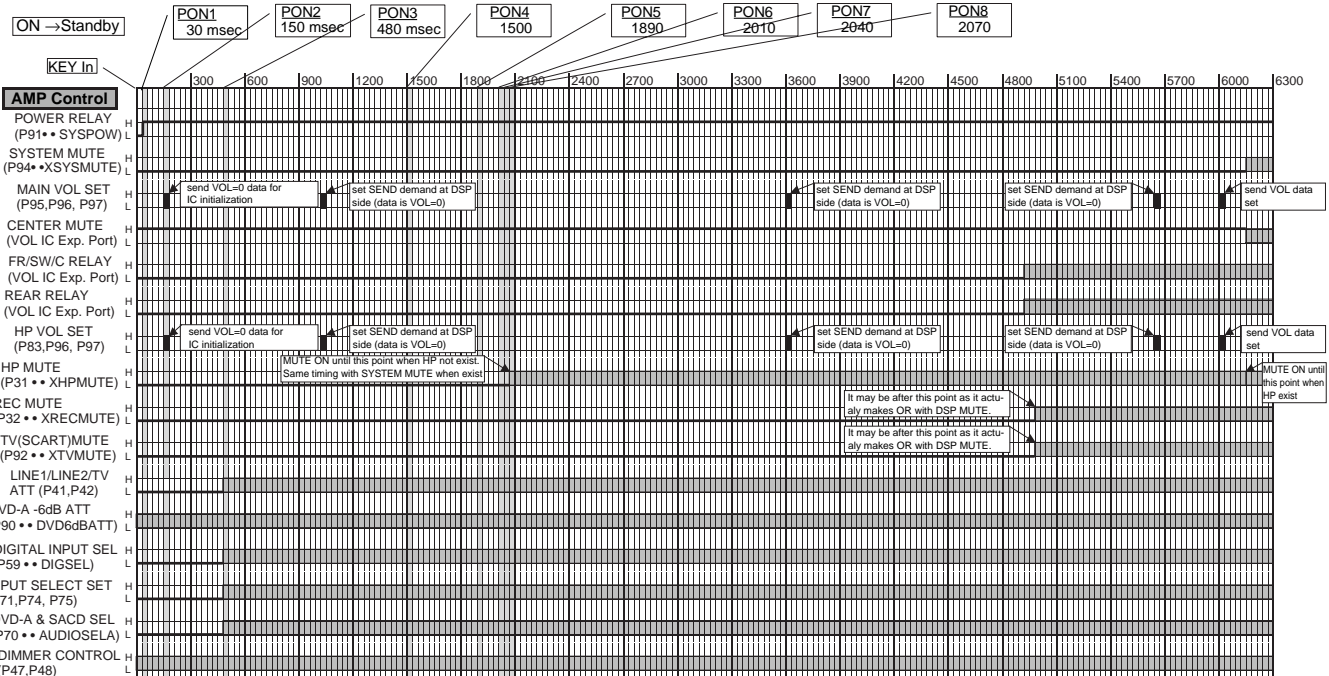 ON →Standby
PON1
30 msec
PON2
150 msec
PON3
480 msec
PON4
1500
PON5
1890
PON6
2010
PON7
2040
PON8
2070
KEY In
300 600 900 1200 1500 1800 2100 2400 2700 3000 3300 3600 3900 4200 4500 4800 5100 5400 5700 6000 6300
AMP Control
POWER RELAY H
(P91•• SYSPOW) L
SYSTEM MUTE H
(P94••XSYSMUTE) L
MAIN VOL SET H
(P95,P96, P97) L
send VOL=0 data for
IC initialization
set SEND demand at DSP
side (data is VOL=0)
set SEND demand at DSP
side (data is VOL=0)
set SEND demand at DSP
side (data is VOL=0)
send VOL data
set
CENTER MUTE H
(VOL IC Exp. Port) L
FR/SW/C RELAY H
(VOL IC Exp. Port) L
REAR RELAY H
(VOL IC Exp. Port) L
HP VOL SET H
(P83,P96, P97) L
send VOL=0 data for
IC initialization
set SEND demand at DSP
side (data is VOL=0)
set SEND demand at DSP
side (data is VOL=0)
set SEND demand at DSP
side (data is VOL=0)
send VOL data
set
HP MUTE H
(P31 •• XHPMUTE) L
MUTE ON until this point when HP not exist.
Same timing with SYSTEM MUTE when exist
MUTE ON until
this point when
HP exist
REC MUTE H
P32 •• XRECMUTE) L
It may be after this point as it actu-
aly makes OR with DSP MUTE.
TV(SCART)MUTE H
(P92 •• XTVMUTE) L
It may be after this point as it actu-
aly makes OR with DSP MUTE.
LINE1/LINE2/TV H
ATT (P41,P42) L
VD-A -6dB ATT H
90 •• DVD6dBATT) L
DIGITAL INPUT SEL H
P59 •• DIGSEL) L
PUT SELECT SET H
71,P74, P75) L
VD-A & SACD SEL H
P70 •• AUDIOSELA) L
DIMMER CONTROL H
(P47,P48) L